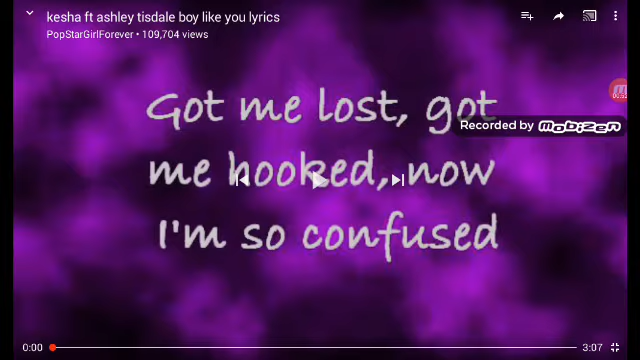 kesha ft ashley tisdale boy like you lyrics
PopStarGirlForever • 109,704 views
Got me lost, got
Recorded by MOBIZEN
me hooked, now
I'm so confused
0:00 3:07